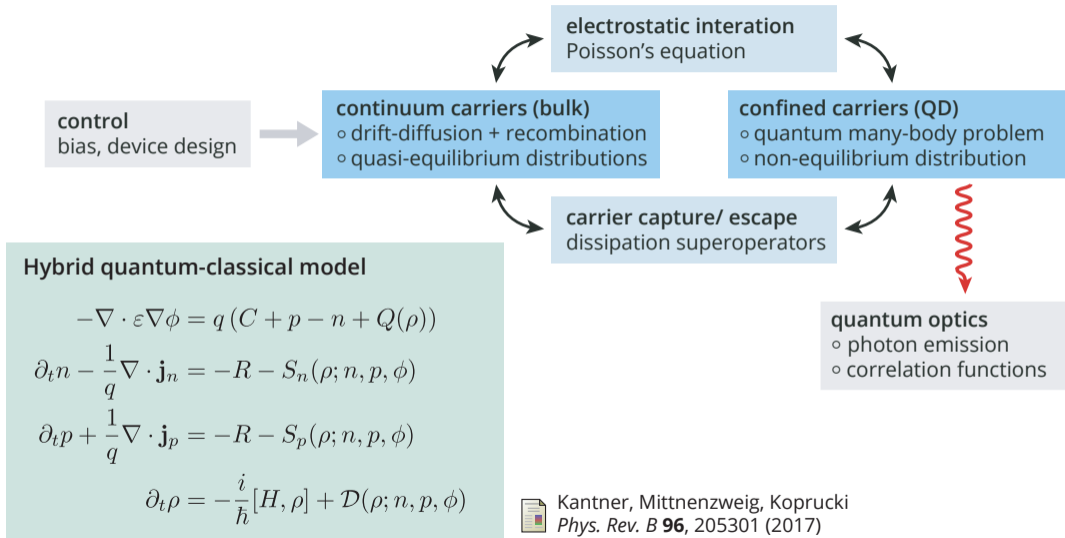 electrostatic interation
Poisson's equation
control
bias, device design
continuum carriers (bulk)
∘ drift-diffusion + recombination
∘ quasi-equilibrium distributions
confined carriers (QD)
∘ quantum many-body problem
∘ non-equilibrium distribution
carrier capture/ escape
dissipation superoperators
Hybrid quantum-classical model
−∇ · ε∇ϕ = q (C + p − n + Q(ρ))
∂ₜn − 1/q ∇ · jₙ = −R − Sₙ(ρ; n, p, ϕ)
∂ₜp + 1/q ∇ · jₚ = −R − Sₚ(ρ; n, p, ϕ)
∂ₜρ = − i/ħ [H, ρ] + 𝒟(ρ; n, p, ϕ)
quantum optics
∘ photon emission
∘ correlation functions
Kantner, Mittnenzweig, Koprucki
Phys. Rev. B 96, 205301 (2017)